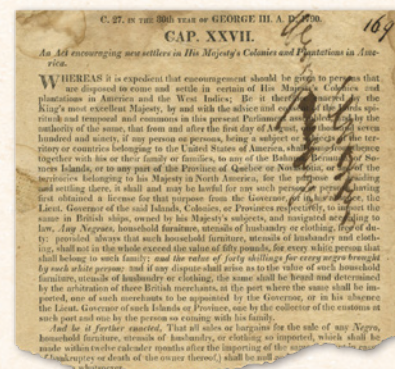 C. 27. IN THE 30th YEAR OF GEORGE III. A. D. 1790.
169
CAP. XXVII.
An Act encouraging new settlers in His Majesty's Colonies and Plantations in Ame-
rica.
WHEREAS it is expedient that encouragement should be given to persons that
are disposed to come and settle in certain of His Majesty's Colonies and
plantations in America and the West Indies; Be it therefore enacted by the
King's most excellent Majesty, by and with the advice and consent of the Lords spi-
ritual and temporal and commons in this present Parliament and by the
authority of the same, that from and after the first day of August, thousand seven
hundred and ninety, if any person or persons, being a subject or subjects of the ter-
ritory or countries belonging to the United States of America, shall come from thence
together with his or their family or families, to any of the Bahama, Bermuda or So-
mers Islands, or to any part of the Province of Quebec or Nova Scotia, or any of the
territories belonging to His Majesty in North America, for the purpose of residing
and settling there, it shall and may be lawful for any such person or persons, having
first obtained a license for that purpose from the Governor, or in his absence, the
Lieut. Governor of the said Islands, Colonies, or Provinces respectively, to import the
same in British ships, owned by his Majesty's subjects, and navigated according to
law, Any Negroes, household furniture, utensils of husbandry or clothing, free of du-
ty: provided always that such household furniture, utensils of husbandry and cloth-
ing, shall not in the whole exceed the value of fifty pounds, for every white person that
shall belong to such family; and the value of forty shillings for every negro brought
by such white person; and if any dispute shall arise as to the value of such household
furniture, utensils of husbandry or clothing, the same shall be heard and determined
by the arbitration of three British merchants, at the port where the same shall be im-
ported, one of such merchants to be appointed by the Governor, or in his absence
the Lieut. Governor of such Islands or Province, one by the collector of the customs at
such port and one by the person so coming with his family.
And be it further enacted, That all sales or bargains for the sale of any Negro,
household furniture, utensils of husbandry, or clothing so imported, which shall be
made within twelve calendar months after the importing of the same, case
of bankruptcy or death of the owner thereof,) shall be null